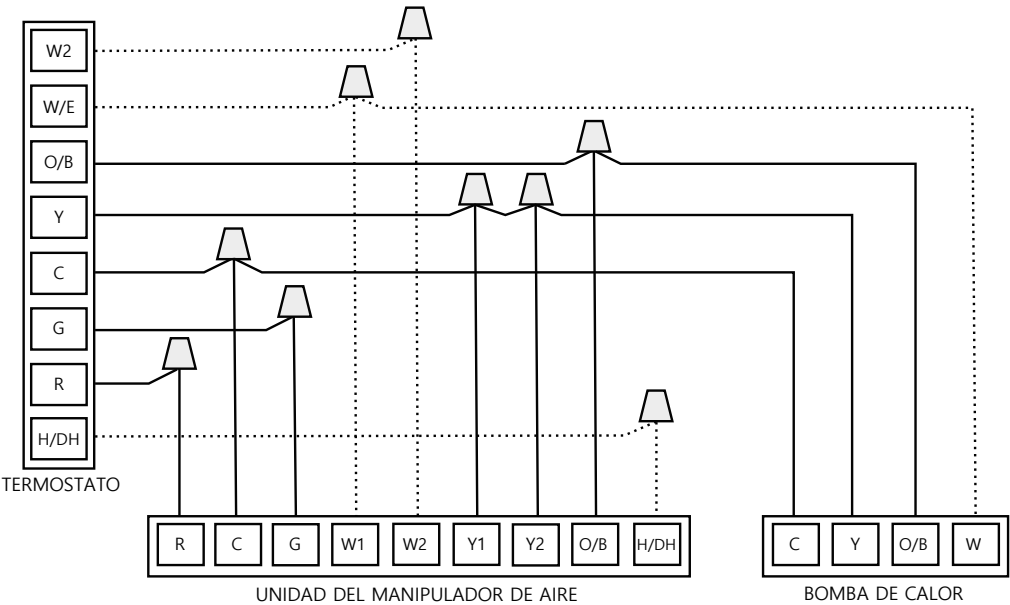 W2
W/E
O/B
Y
C
G
R
H/DH
TERMOSTATO
R C G W1 W2 Y1 Y2 O/B H/DH
UNIDAD DEL MANIPULADOR DE AIRE
C Y O/B W
BOMBA DE CALOR